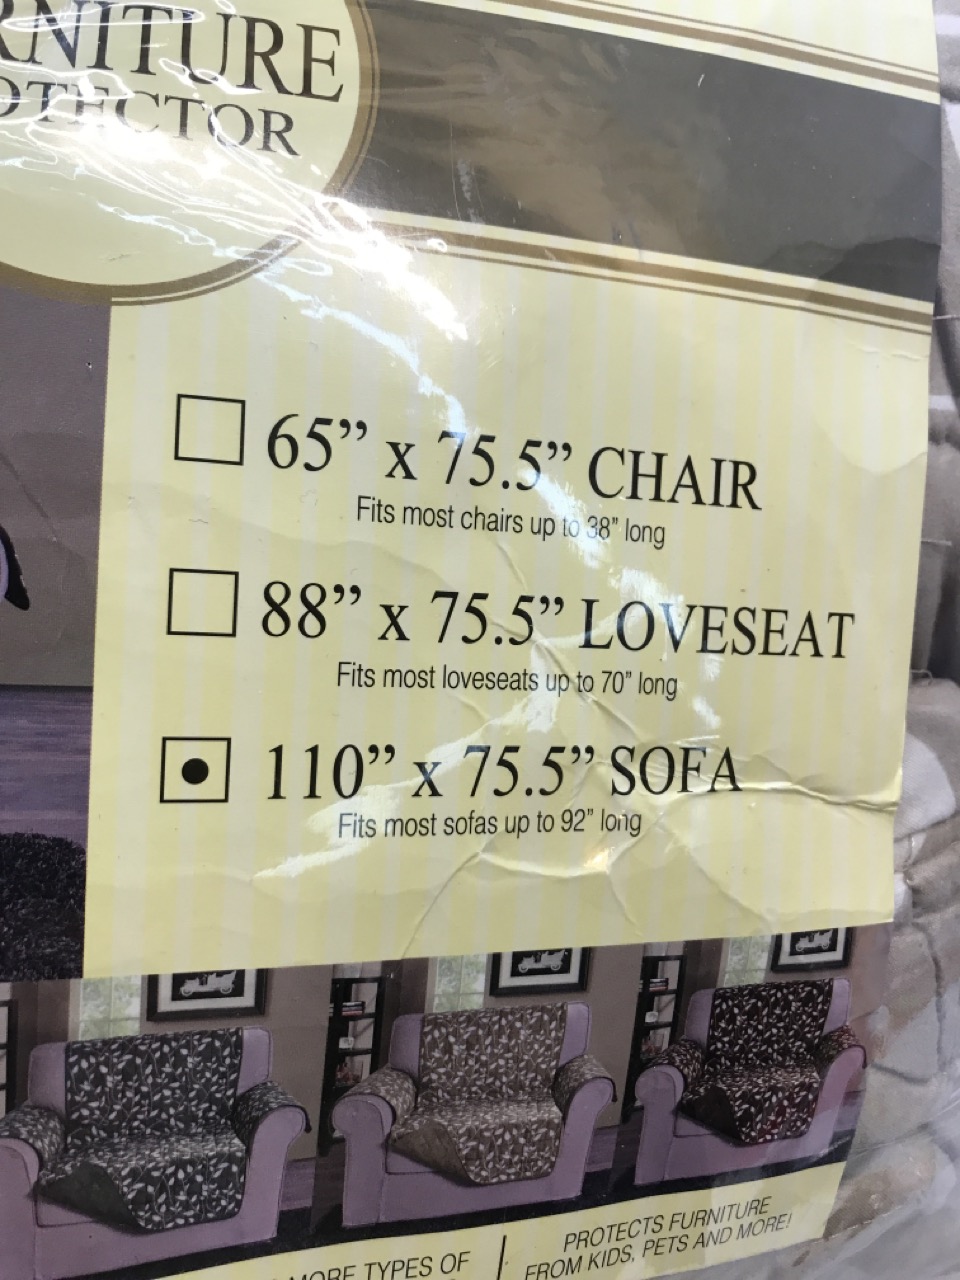 RNITURE
OTECTOR
65” x 75.5” CHAIR
Fits most chairs up to 38” long
88” x 75.5” LOVESEAT
Fits most loveseats up to 70” long
110” x 75.5” SOFA
Fits most sofas up to 92” long
MORE TYPES OF
PROTECTS FURNITURE
FROM KIDS, PETS AND MORE!